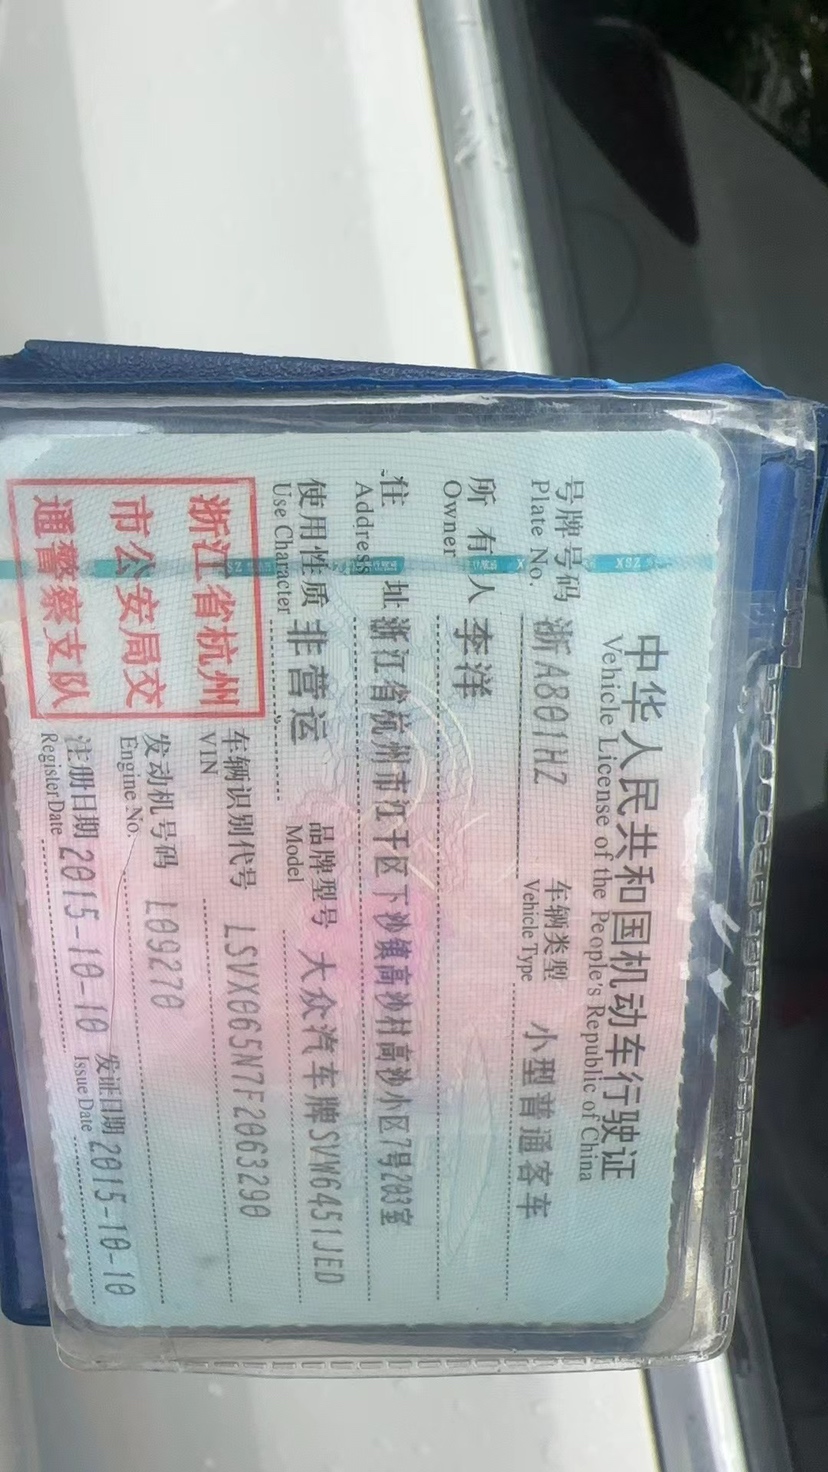 中华人民共和国机动车行驶证
Vehicle License of the People's Republic of China
号牌号码 浙A801HZ 车辆类型 小型普通客车
Plate No. Vehicle Type
所有人 李洋
Owner
住址 浙江省杭州市江干区下沙镇高沙村高沙小区7号203室
Address
使用性质 非营运 品牌型号 大众汽车牌SVW6451JED
Use Character Model
浙江省杭州
市公安局交
通警察支队
车辆识别代号 LSVX065N7F2063290
VIN
发动机号码 L09270
Engine No.
注册日期 2015-10-10 发证日期 2015-10-10
Register Date Issue Date